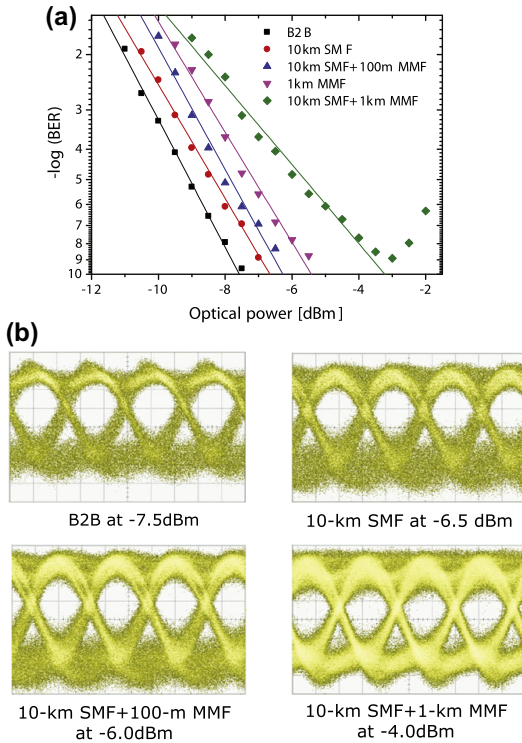 (a)
B2B
10km SM F
10km SMF+100m MMF
1km MMF
10km SMF+1km MMF
-log (BER)
2
3
4
5
6
7
8
9
10
-12
-10
-8
-6
-4
-2
Optical power [dBm]
(b)
B2B at -7.5dBm
10-km SMF at -6.5 dBm
10-km SMF+100-m MMF
at -6.0dBm
10-km SMF+1-km MMF
at -4.0dBm